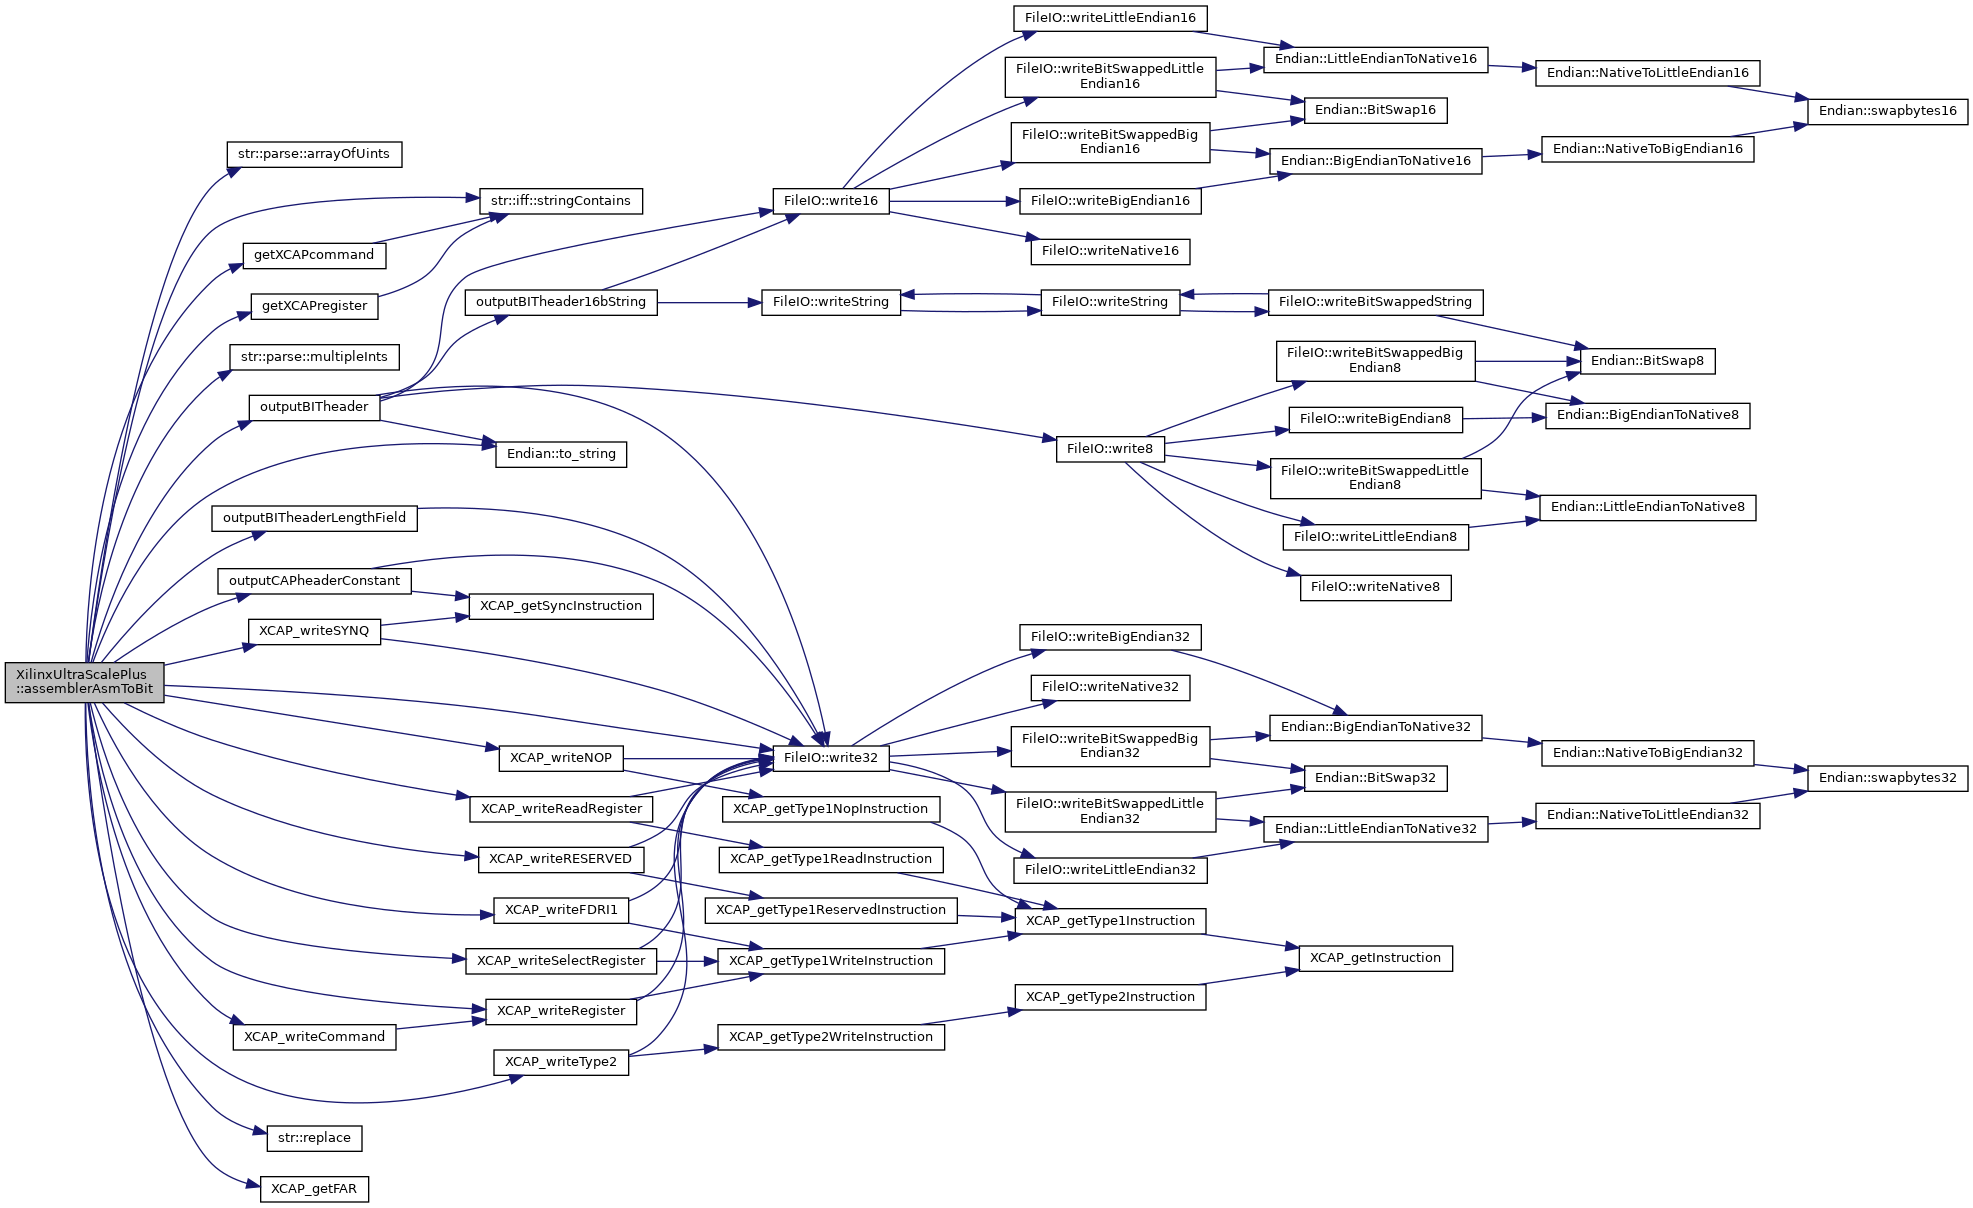 XilinxUltraScalePlus
::assemblerAsmToBit
str::parse::arrayOfUints
str::iff::stringContains
getXCAPcommand
getXCAPregister
str::parse::multipleInts
outputBITheader
Endian::to_string
outputBITheaderLengthField
outputCAPheaderConstant
XCAP_getSyncInstruction
XCAP_writeSYNQ
XCAP_writeNOP
XCAP_writeReadRegister
XCAP_writeRESERVED
XCAP_writeFDRI1
XCAP_writeSelectRegister
XCAP_writeRegister
XCAP_writeCommand
XCAP_writeType2
str::replace
XCAP_getFAR
outputBITheader16bString
FileIO::write16
FileIO::writeString
FileIO::writeString
FileIO::writeBitSwappedString
FileIO::write8
FileIO::write32
XCAP_getType1NopInstruction
XCAP_getType1ReadInstruction
XCAP_getType1ReservedInstruction
XCAP_getType1WriteInstruction
XCAP_getType2WriteInstruction
FileIO::writeLittleEndian16
FileIO::writeBitSwappedLittle
Endian16
FileIO::writeBitSwappedBig
Endian16
FileIO::writeBigEndian16
FileIO::writeNative16
Endian::LittleEndianToNative16
Endian::BitSwap16
Endian::BigEndianToNative16
Endian::NativeToLittleEndian16
Endian::NativeToBigEndian16
Endian::swapbytes16
FileIO::writeBitSwappedBig
Endian8
FileIO::writeBigEndian8
FileIO::writeBitSwappedLittle
Endian8
FileIO::writeLittleEndian8
FileIO::writeNative8
Endian::BitSwap8
Endian::BigEndianToNative8
Endian::LittleEndianToNative8
FileIO::writeBigEndian32
FileIO::writeNative32
FileIO::writeBitSwappedBig
Endian32
FileIO::writeBitSwappedLittle
Endian32
FileIO::writeLittleEndian32
Endian::BigEndianToNative32
Endian::BitSwap32
Endian::LittleEndianToNative32
Endian::NativeToBigEndian32
Endian::NativeToLittleEndian32
Endian::swapbytes32
XCAP_getType1Instruction
XCAP_getType2Instruction
XCAP_getInstruction